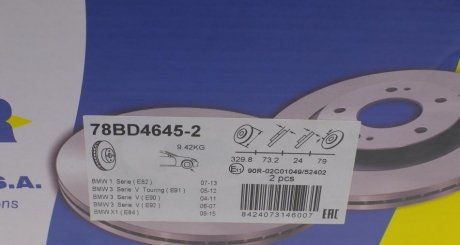 R
S.A.
ions
78BD4645-2
9.42KG
329.8 73.2 24 79
90R-02C01049/52402
2 pcs
BMW 1 Serie ( E82 ) 07-13
BMW 3 Serie V Touring ( E91 ) 05-12
BMW 3 Serie V ( E90 ) 04-11
BMW 3 Serie V ( E92 ) 06-07
BMW X1 ( E84 ) 09-15
8424073146007
EAC